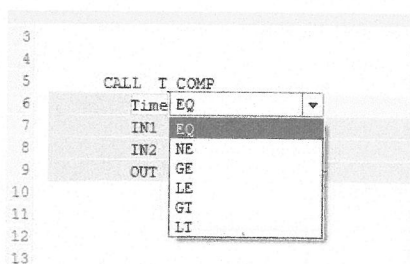 3
4
5 CALL T_COMP
6 Time EQ
7 IN1 EQ
8 IN2 NE
9 OUT GE
10 LE
11 GT
12 LT
13